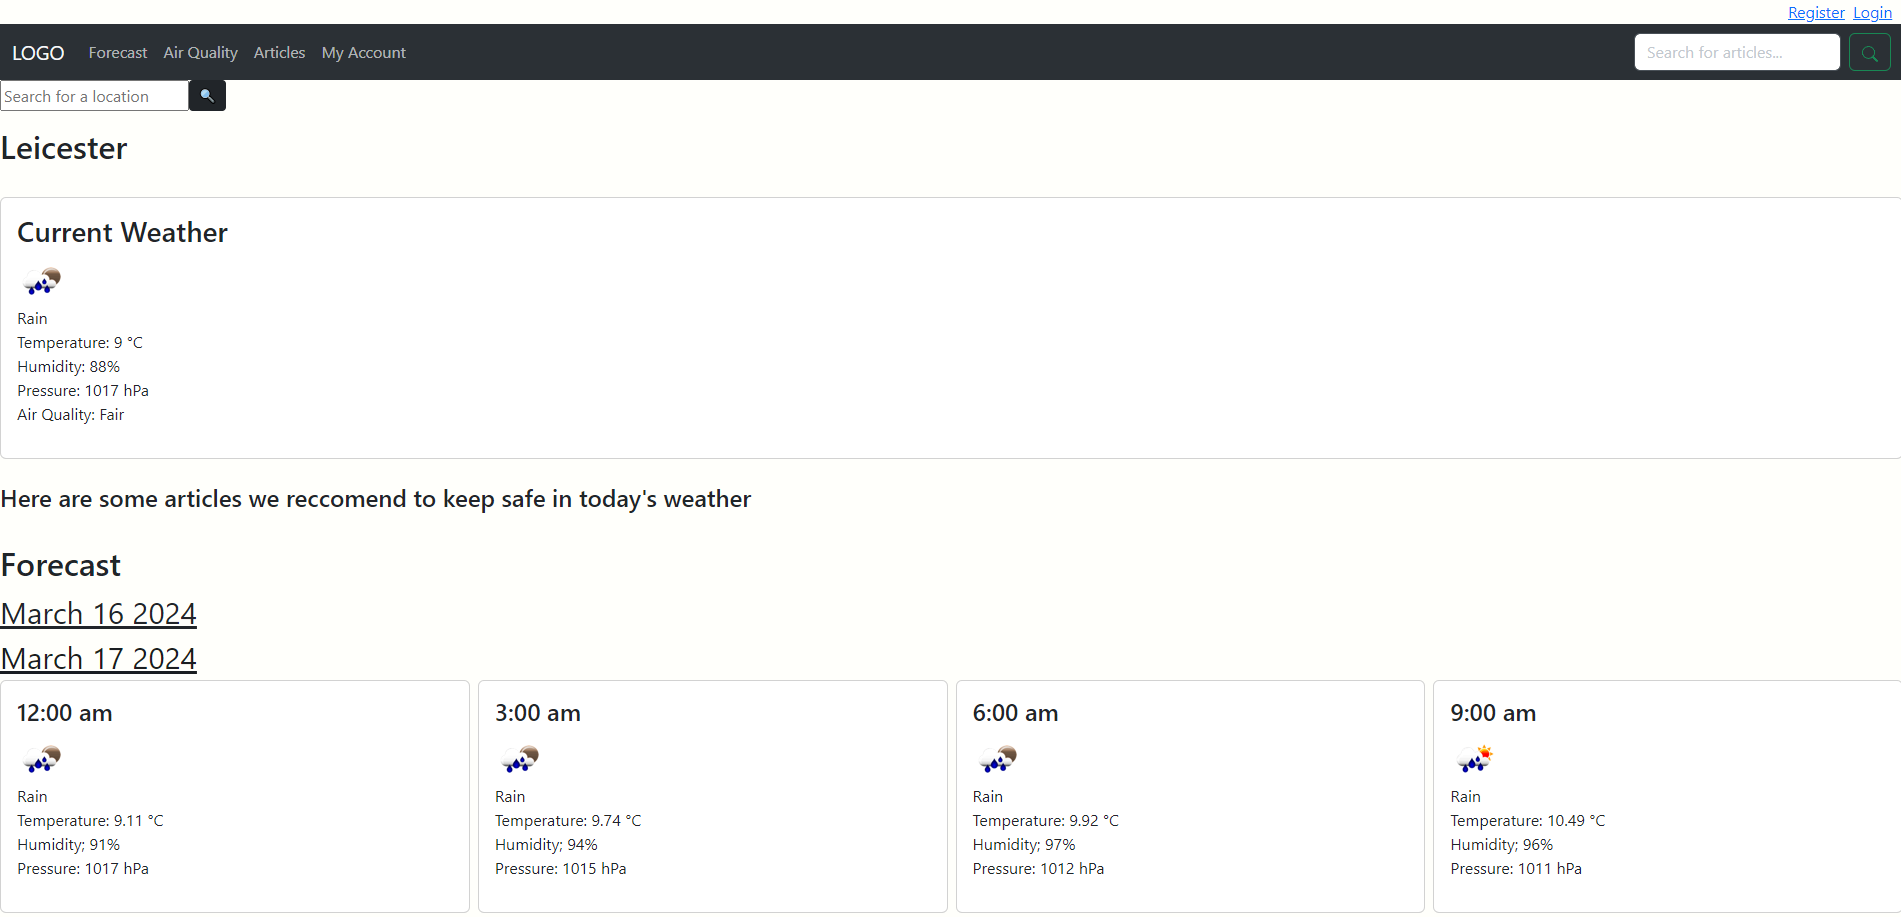 Register Login
LOGO Forecast Air Quality Articles My Account Search for articles...
Search for a location
Leicester
Current Weather
Rain
Temperature: 9 °C
Humidity: 88%
Pressure: 1017 hPa
Air Quality: Fair
Here are some articles we reccomend to keep safe in today's weather
Forecast
March 16 2024
March 17 2024
12:00 am
Rain
Temperature: 9.11 °C
Humidity; 91%
Pressure: 1017 hPa
3:00 am
Rain
Temperature: 9.74 °C
Humidity; 94%
Pressure: 1015 hPa
6:00 am
Rain
Temperature: 9.92 °C
Humidity; 97%
Pressure: 1012 hPa
9:00 am
Rain
Temperature: 10.49 °C
Humidity; 96%
Pressure: 1011 hPa